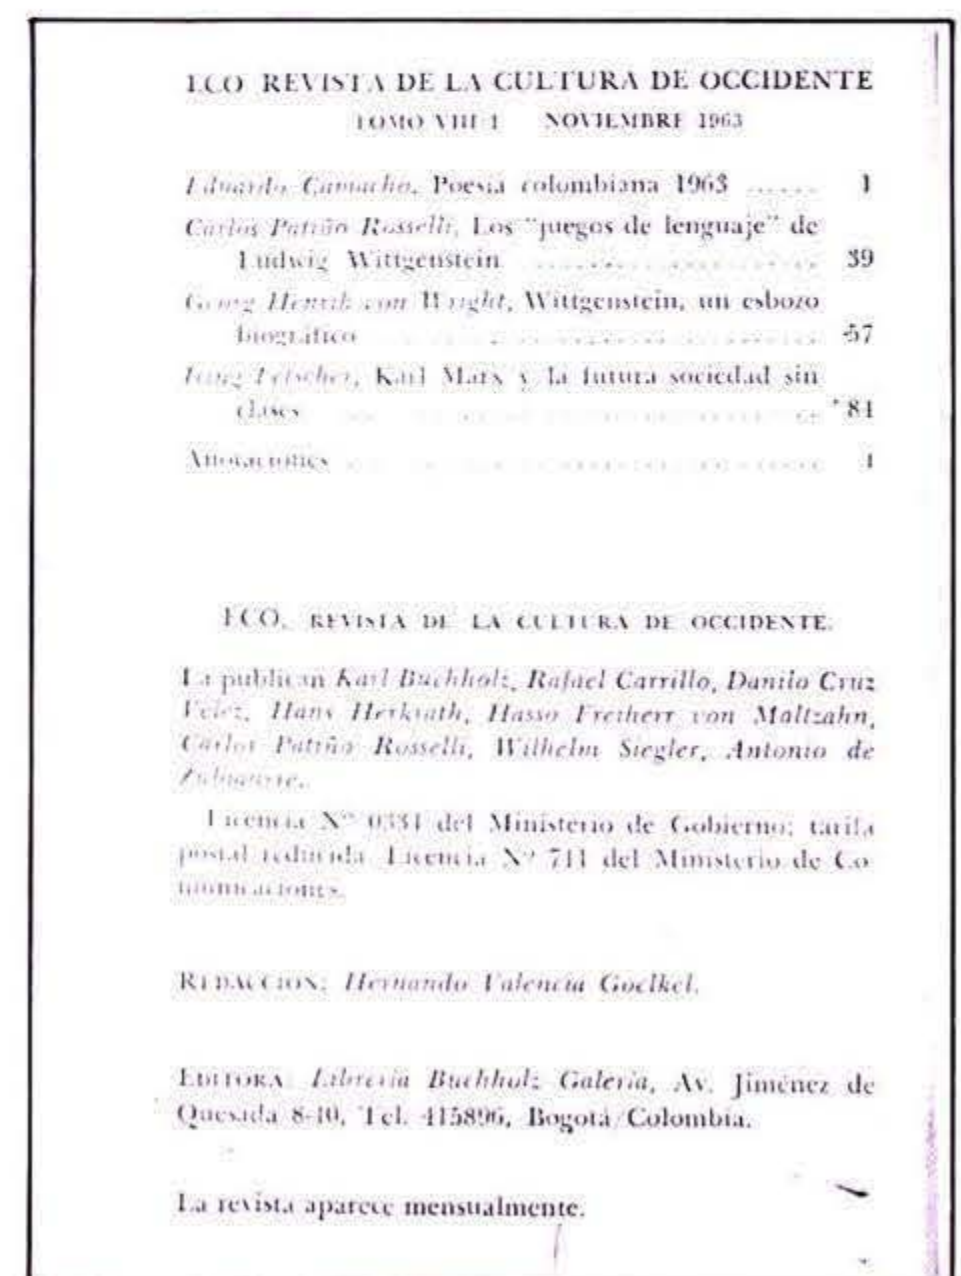 ECO REVISTA DE LA CULTURA DE OCCIDENTE
TOMO VIII/1 NOVIEMBRE 1963
Eduardo Camacho, Poesía colombiana 1963 ...... 1
Carlos Patiño Rosselli, Los "juegos de lenguaje" de
Ludwig Wittgenstein .................... 39
Georg Henrik von Wright, Wittgenstein, un esbozo
biográfico .................... 57
Iring Fetscher, Karl Marx y la futura sociedad sin
clases .................... 84
Anotaciones ....................
ECO, REVISTA DE LA CULTURA DE OCCIDENTE.
La publican Karl Buchholz, Rafael Carrillo, Danilo Cruz
Vélez, Hans Herkrath, Hasso Freiherr von Maltzahn,
Carlos Patiño Rosselli, Wilhelm Siegler, Antonio de
Zubiaurre.
Licencia Nº 0331 del Ministerio de Gobierno; tarifa
postal reducida. Licencia Nº 711 del Ministerio de Co
municaciones.
REDACCION: Hernando Valencia Goelkel.
EDITORA: Librería Buchholz Galería, Av. Jiménez de
Quesada 8-40, Tel. 415896, Bogotá/Colombia.
La revista aparece mensualmente.